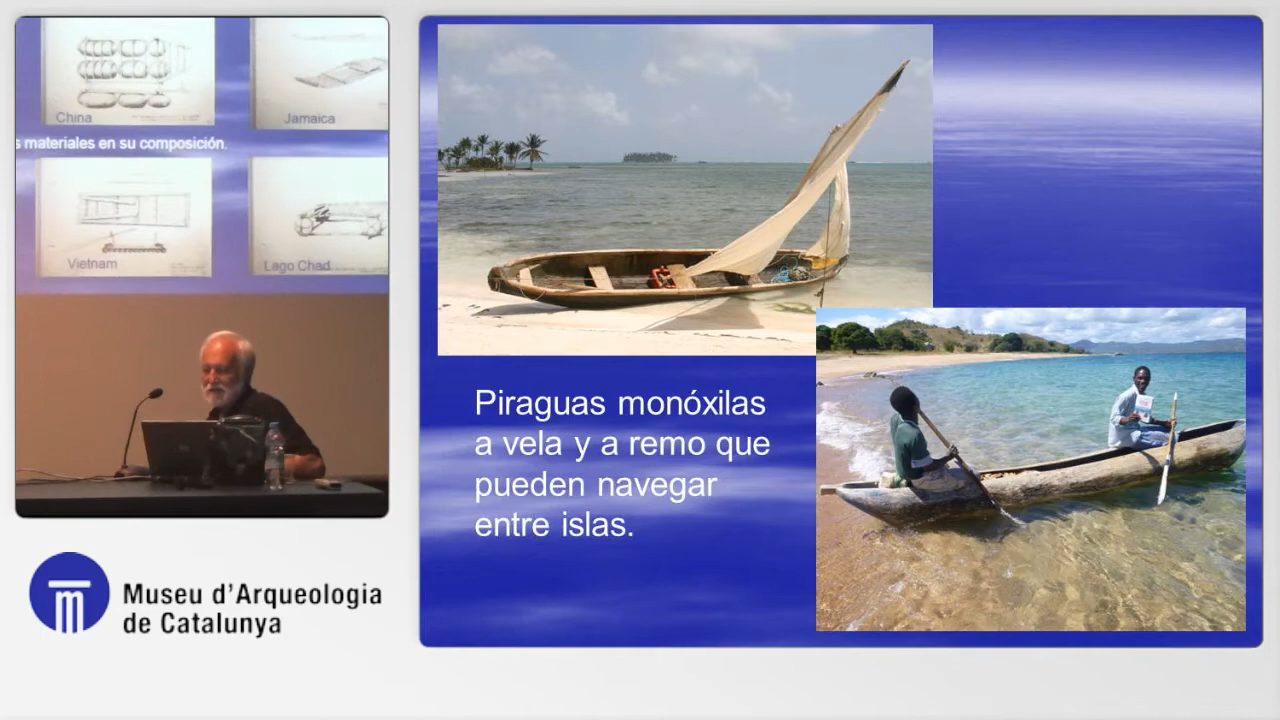 China
Jamaica
s materiales en su composición.
Vietnam
Lago Chad
Museu d'Arqueologia
de Catalunya
Piraguas monóxilas
a vela y a remo que
pueden navegar
entre islas.